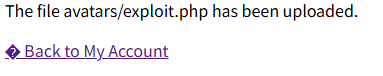 The file avatars/exploit.php has been uploaded.
� Back to My Account